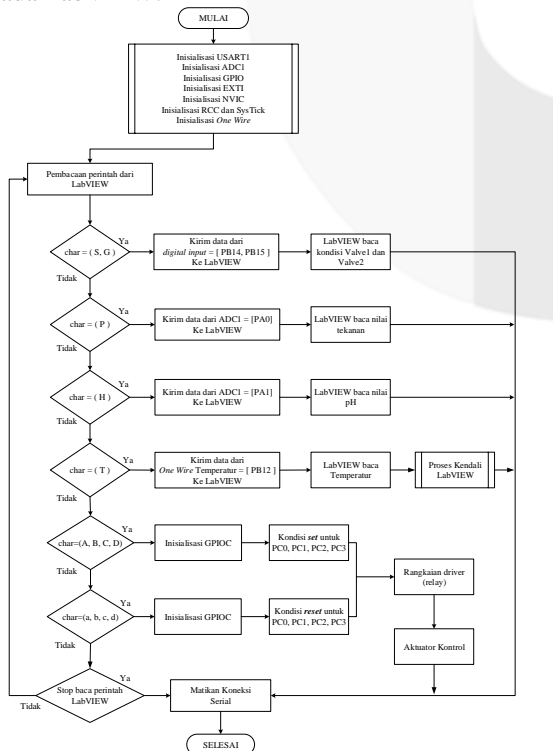 MULAI
Inisialisasi USART1
Inisialisasi ADC1
Inisialisasi GPIO
Inisialisasi EXTI
Inisialisasi NVIC
Inisialisasi RCC dan SysTick
Inisialisasi One Wire
Pembacaan perintah dari
LabVIEW
char = ( S, G )
Ya
Tidak
Kirim data dari
digital input = [ PB14, PB15 ]
Ke LabVIEW
LabVIEW baca
kondisi Valve1 dan
Valve2
char = ( P )
Ya
Tidak
Kirim data dari ADC1 = [PA0]
Ke LabVIEW
LabVIEW baca nilai
tekanan
char = ( H )
Ya
Tidak
Kirim data dari ADC1 = [PA1]
Ke LabVIEW
LabVIEW baca nilai
pH
char = ( T )
Ya
Tidak
Kirim data dari
One Wire Temperatur = [ PB12 ]
Ke LabVIEW
LabVIEW baca
Temperatur
Proses Kendali
LabVIEW
char=(A, B, C, D)
Ya
Tidak
Inisialisasi GPIOC
Kondisi set untuk
PC0, PC1, PC2, PC3
Rangkaian driver
(relay)
char=(a, b, c, d)
Ya
Tidak
Inisialisasi GPIOC
Kondisi reset untuk
PC0, PC1, PC2, PC3
Aktuator Kontrol
Stop baca perintah
LabVIEW
Ya
Tidak
Matikan Koneksi
Serial
SELESAI